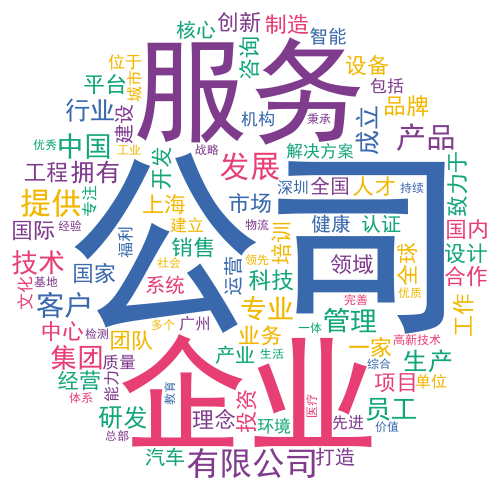 核心
创新
制造
智能
位于
城市
平台
咨询
服务
设备
包括
行业
建设
机构
秉承
成立
品牌
产品
优秀
中国
工业
开发
战略
发展
解决方案
致力于
工程
拥有
专注
提供
上海
市场
深圳
全国
人才
持续
国际
经验
福利
建立
物流
健康
认证
国内
公司
技术
国家
销售
运营
培训
领域
全球
设计
基地
文化
系统
社会
领先
科技
合作
优质
客户
多个
广州
专业
完善
管理
工作
中心
检测
团队
业务
一体
高新技术
集团
质量
产业
生活
一家
生产
综合
经营
能力
教育
企业
医疗
项目
单位
体系
研发
理念
投资
环境
先进
员工
价值
总部
汽车
有限公司
打造